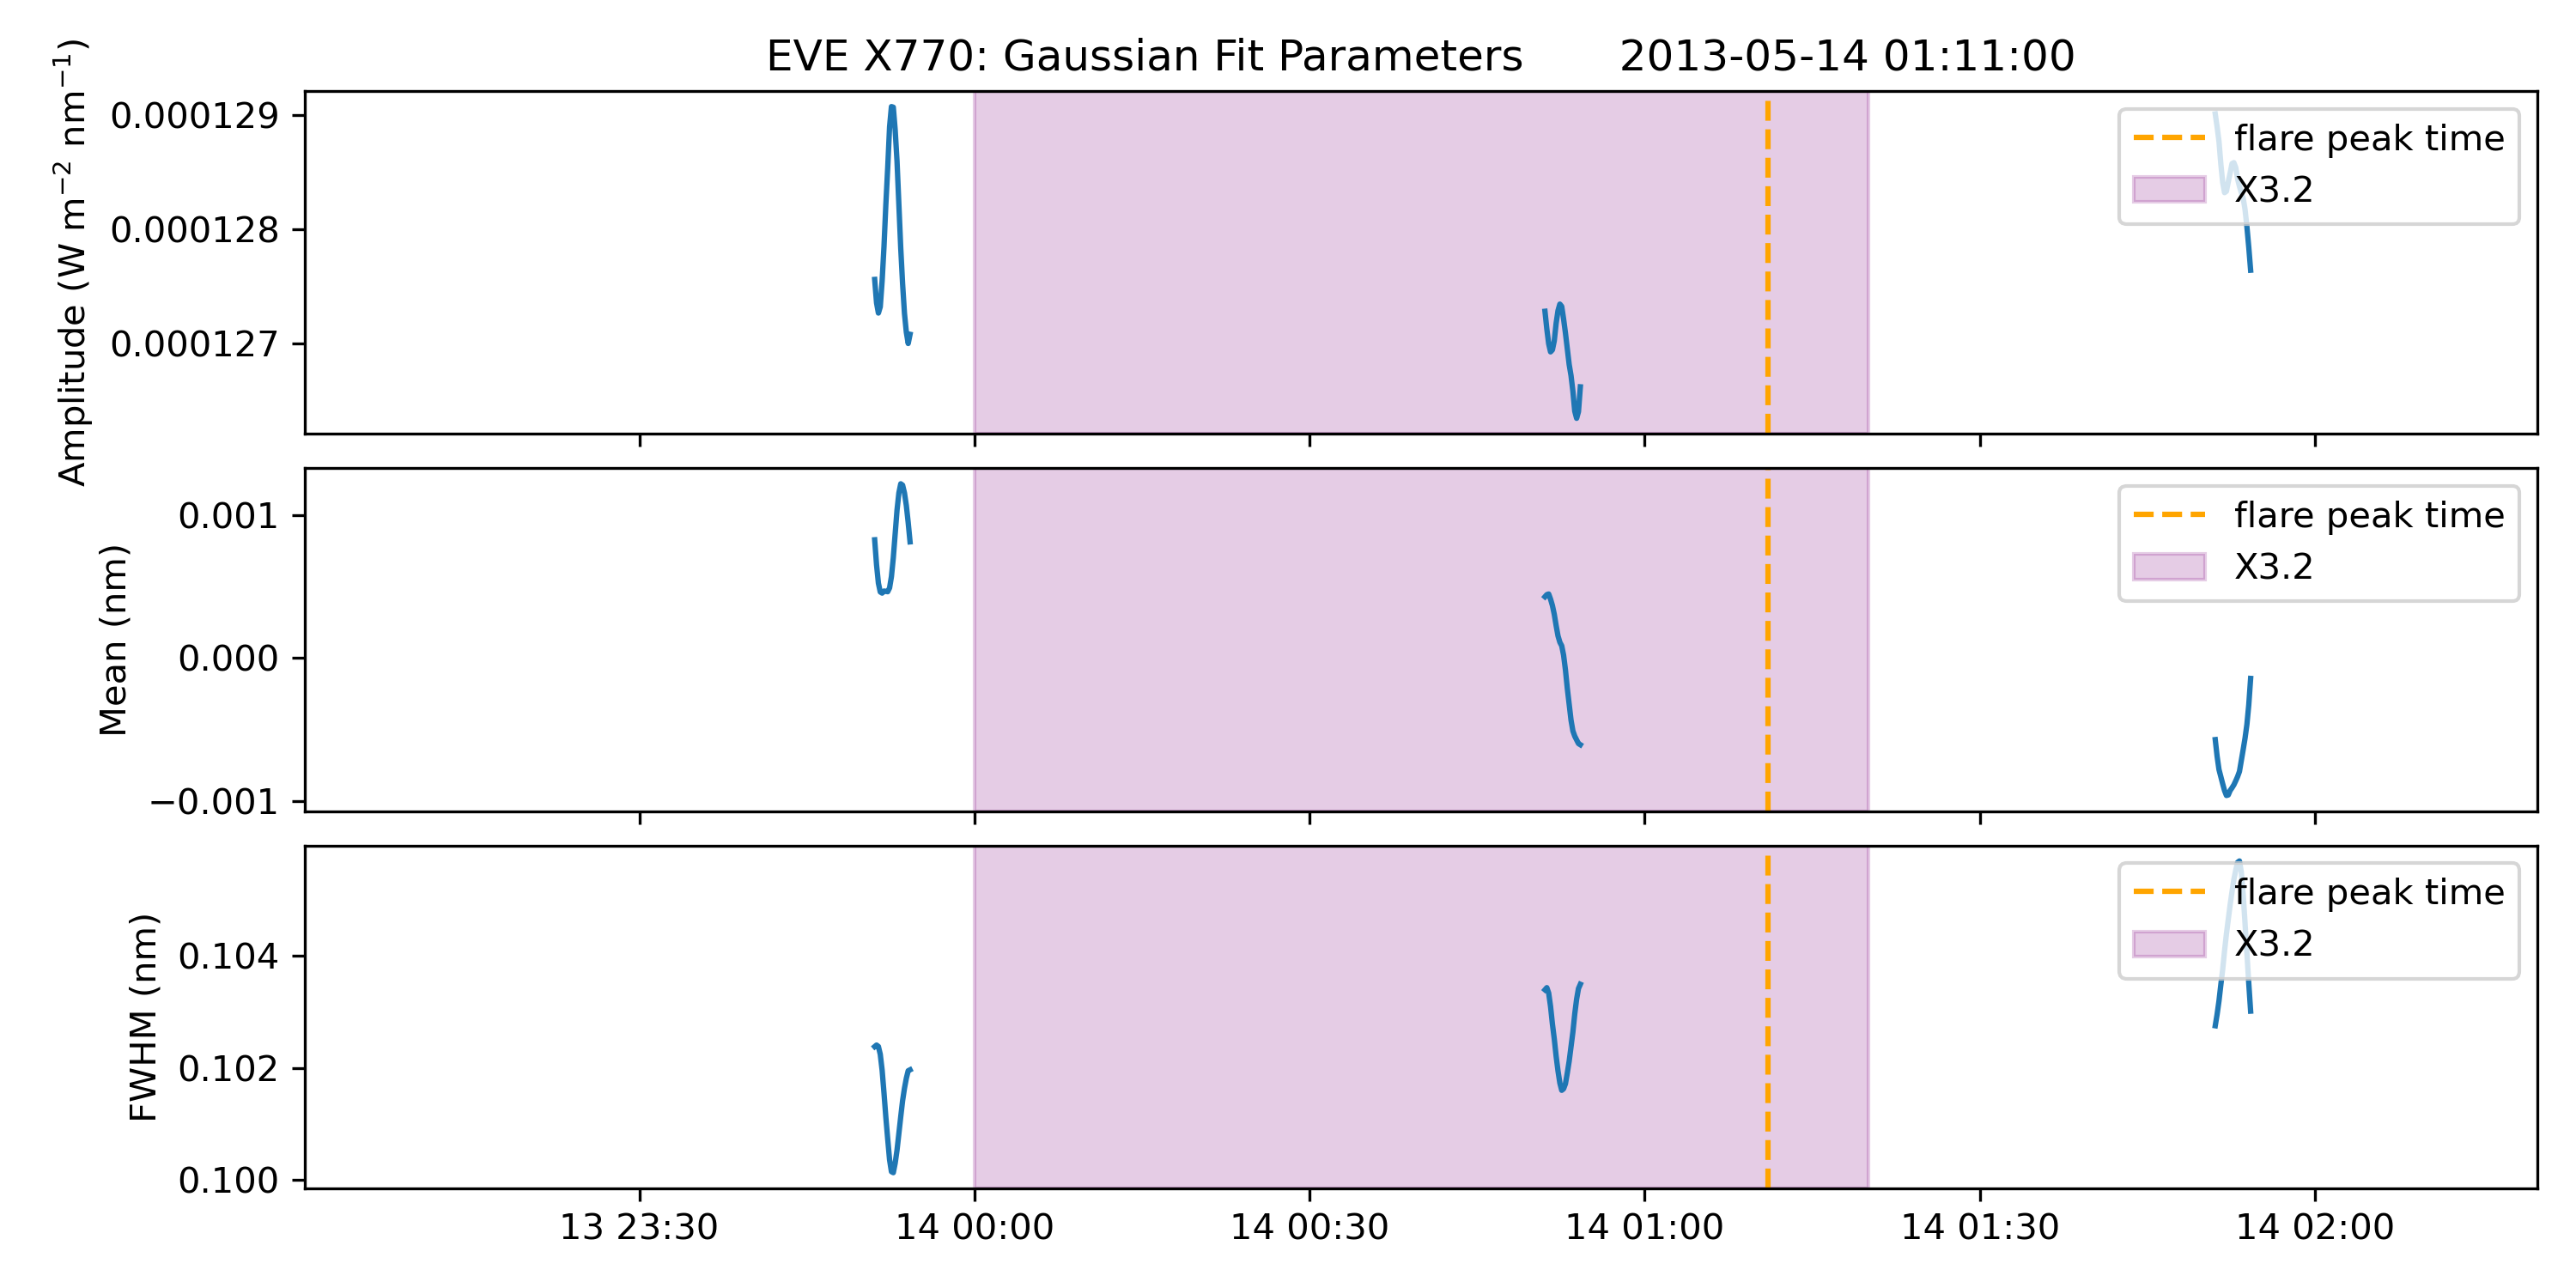 EVE X770: Gaussian Fit Parameters 2013-05-14 01:11:00
Amplitude (W m⁻² nm⁻¹)
0.000129
0.000128
0.000127
flare peak time
X3.2
Mean (nm)
0.001
0.000
−0.001
flare peak time
X3.2
FWHM (nm)
0.104
0.102
0.100
flare peak time
X3.2
13 23:30 14 00:00 14 00:30 14 01:00 14 01:30 14 02:00